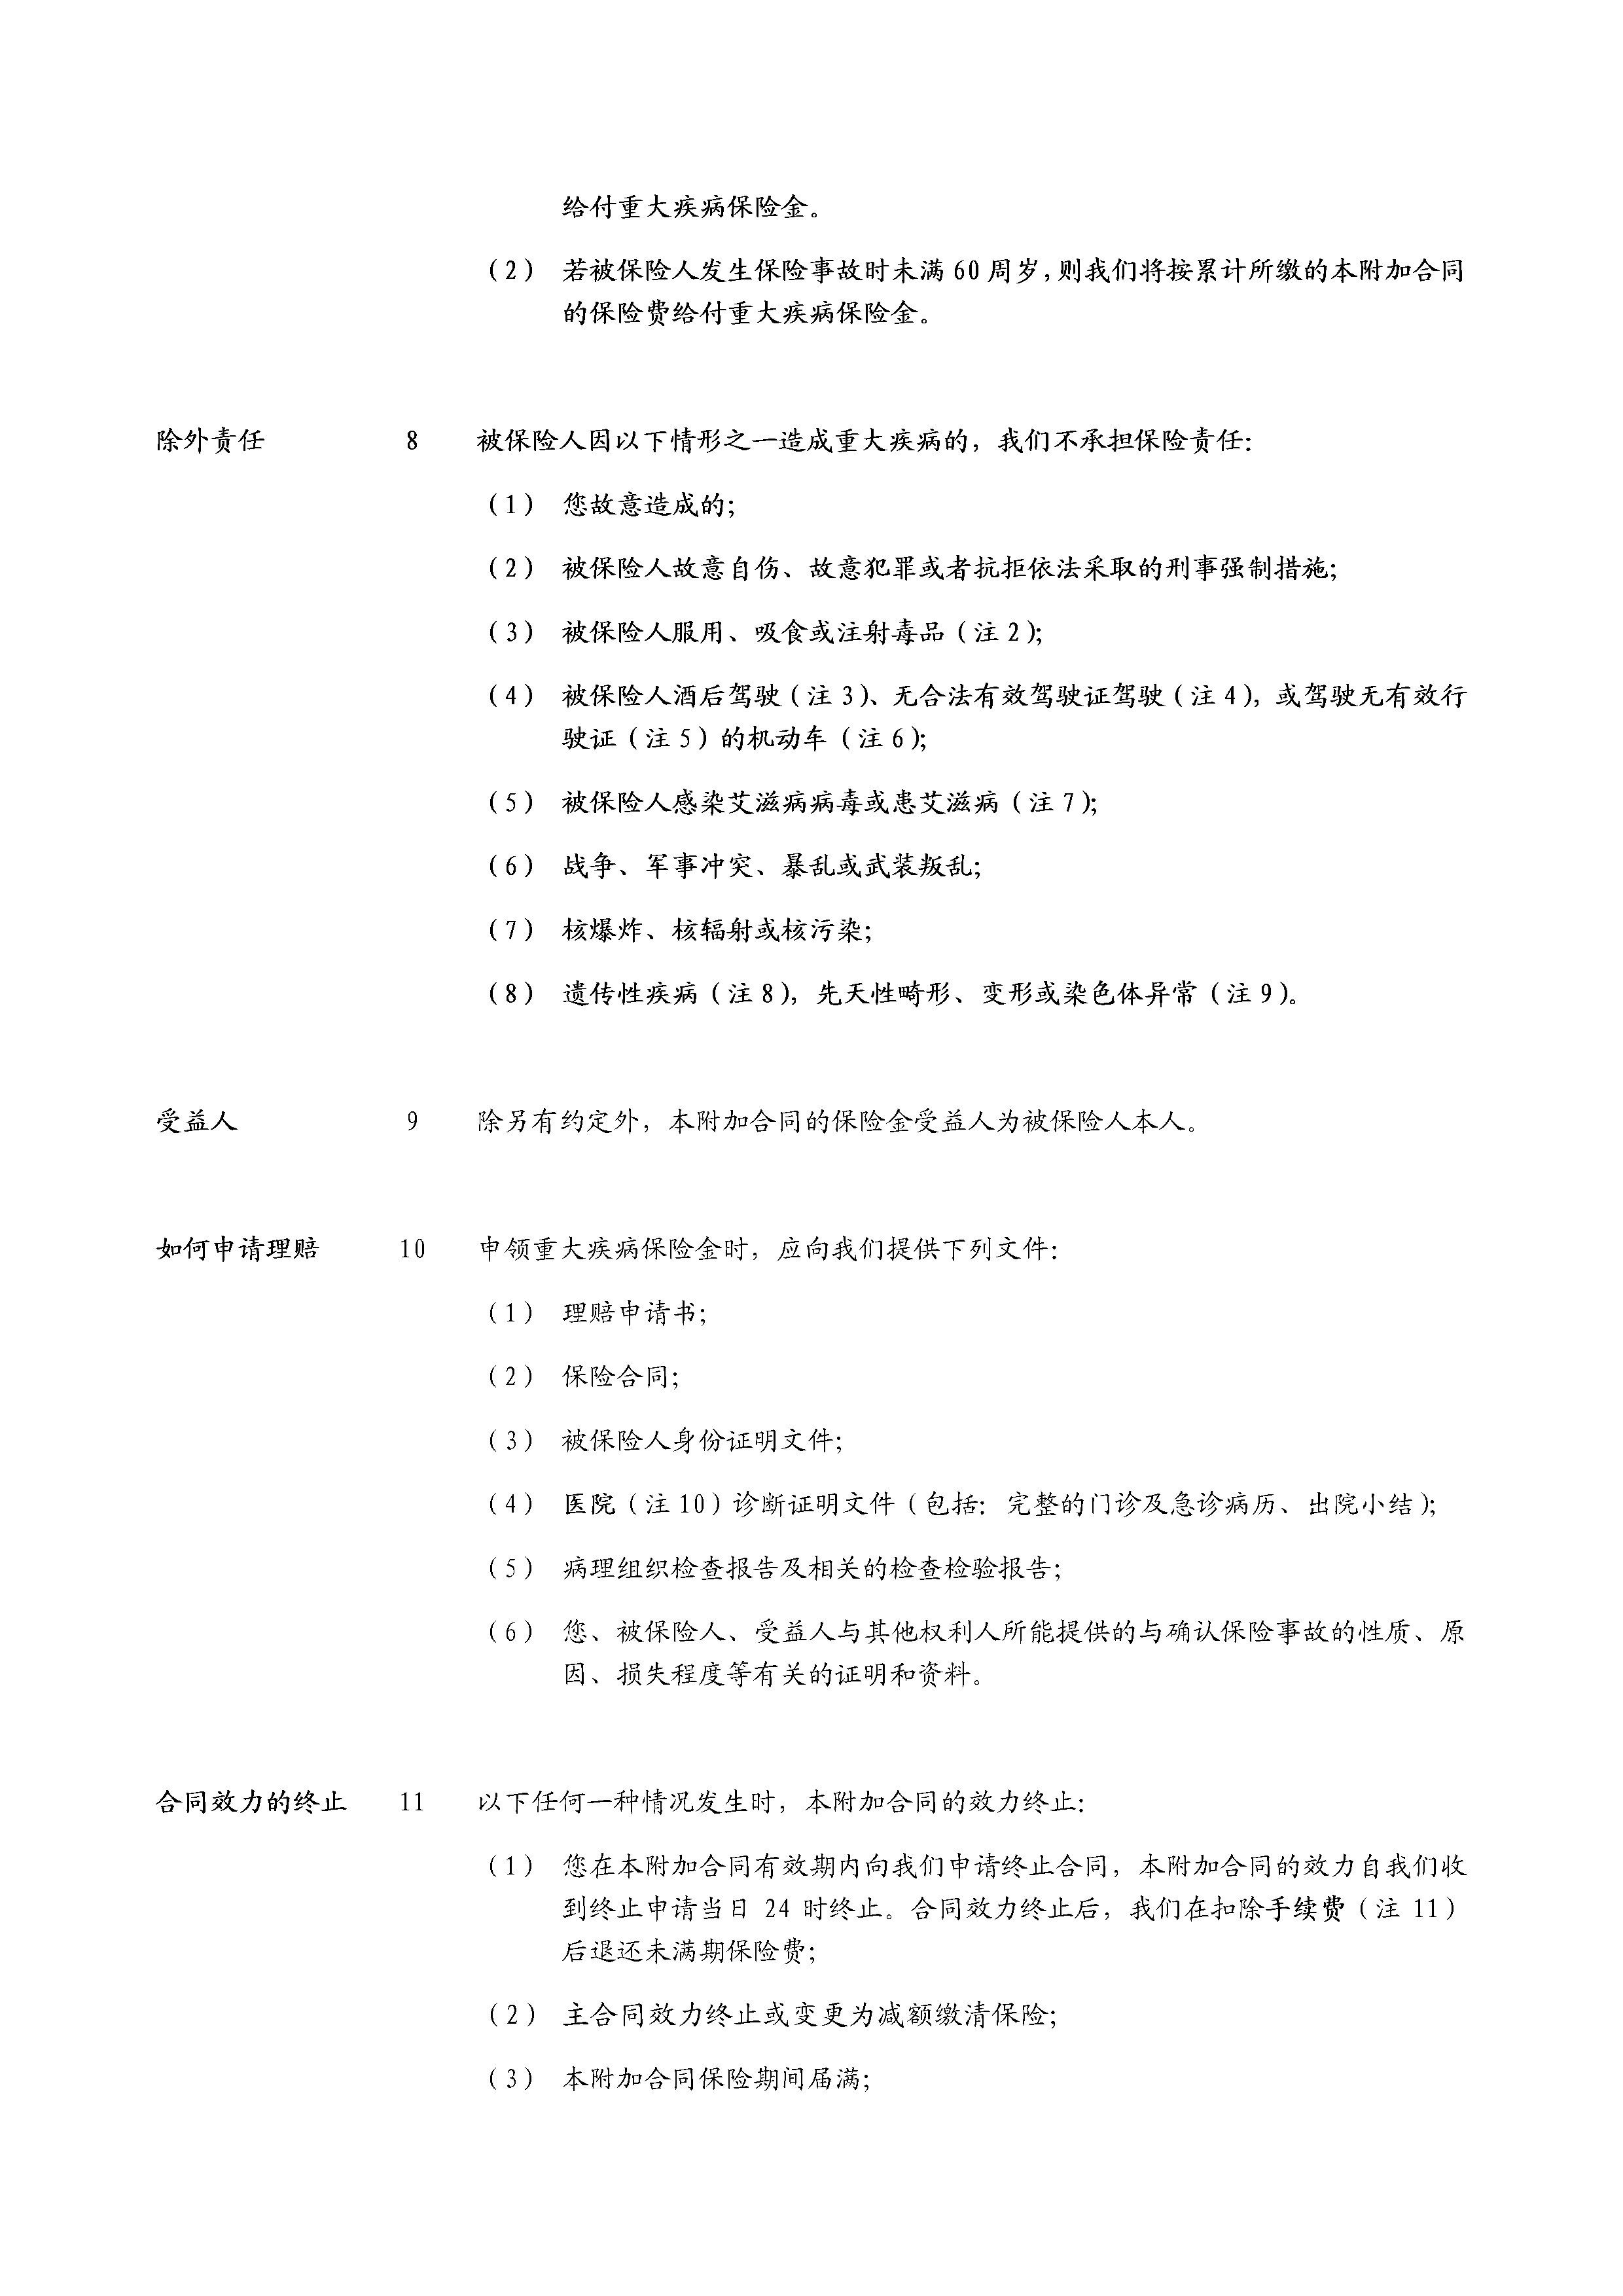 给付重大疾病保险金。
（2） 若被保险人发生保险事故时未满 60 周岁，则我们将按累计所缴的本附加合同
的保险费给付重大疾病保险金。
除外责任 8 被保险人因以下情形之一造成重大疾病的，我们不承担保险责任：
（1） 您故意造成的；
（2） 被保险人故意自伤、故意犯罪或者抗拒依法采取的刑事强制措施；
（3） 被保险人服用、吸食或注射毒品（注 2）；
（4） 被保险人酒后驾驶（注 3）、无合法有效驾驶证驾驶（注 4），或驾驶无有效行
驶证（注 5）的机动车（注 6）；
（5） 被保险人感染艾滋病病毒或患艾滋病（注 7）；
（6） 战争、军事冲突、暴乱或武装叛乱；
（7） 核爆炸、核辐射或核污染；
（8） 遗传性疾病（注 8），先天性畸形、变形或染色体异常（注 9）。
受益人 9 除另有约定外，本附加合同的保险金受益人为被保险人本人。
如何申请理赔 10 申领重大疾病保险金时，应向我们提供下列文件：
（1） 理赔申请书；
（2） 保险合同；
（3） 被保险人身份证明文件；
（4） 医院（注 10）诊断证明文件（包括：完整的门诊及急诊病历、出院小结）；
（5） 病理组织检查报告及相关的检查检验报告；
（6） 您、被保险人、受益人与其他权利人所能提供的与确认保险事故的性质、原
因、损失程度等有关的证明和资料。
合同效力的终止 11 以下任何一种情况发生时，本附加合同的效力终止：
（1） 您在本附加合同有效期内向我们申请终止合同，本附加合同的效力自我们收
到终止申请当日 24 时终止。合同效力终止后，我们在扣除手续费（注 11）
后退还未满期保险费；
（2） 主合同效力终止或变更为减额缴清保险；
（3） 本附加合同保险期间届满；